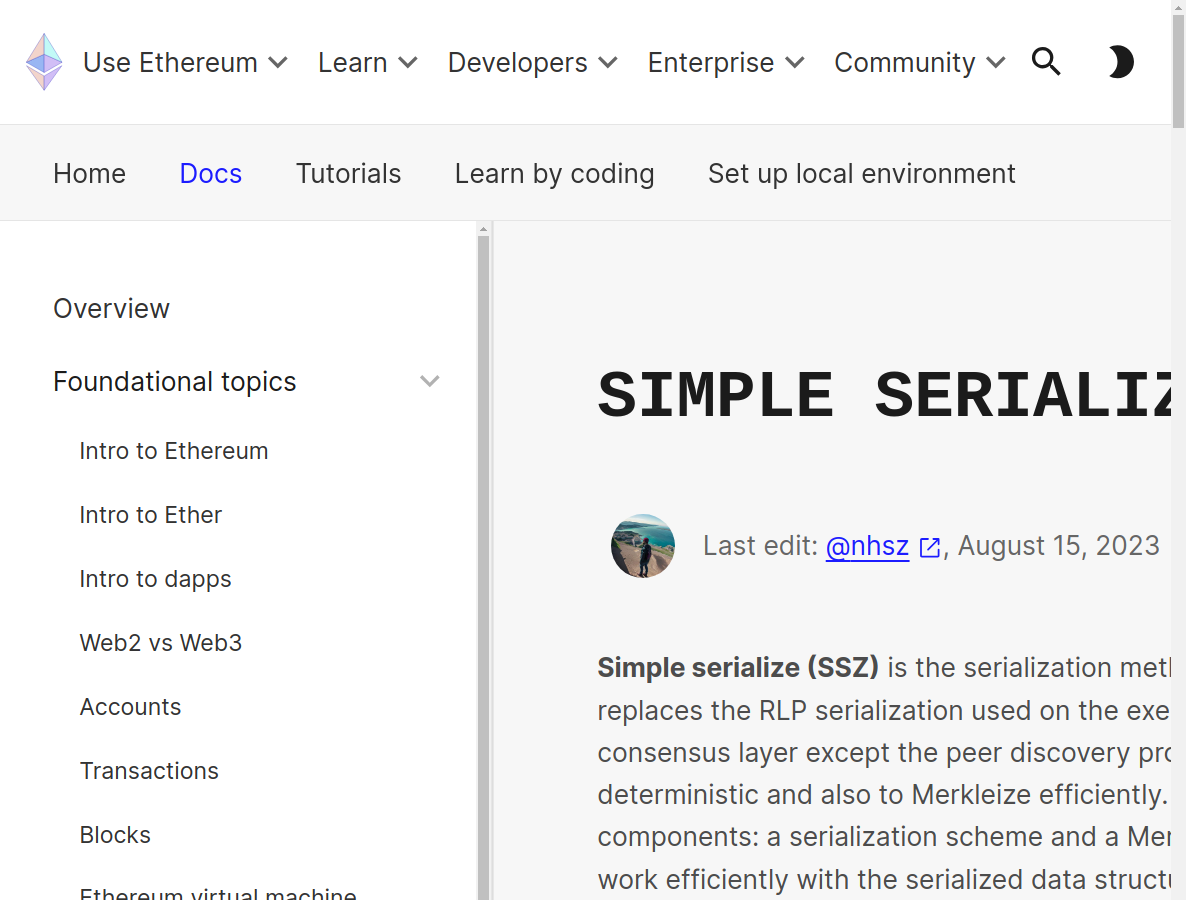 Use Ethereum Learn Developers Enterprise Community
Home Docs Tutorials Learn by coding Set up local environment
Overview
Foundational topics
Intro to Ethereum
Intro to Ether
Intro to dapps
Web2 vs Web3
Accounts
Transactions
Blocks
Ethereum virtual machine
SIMPLE SERIALIZ
Last edit: @nhsz , August 15, 2023
Simple serialize (SSZ) is the serialization meth
replaces the RLP serialization used on the exe
consensus layer except the peer discovery pro
deterministic and also to Merkleize efficiently.
components: a serialization scheme and a Mer
work efficiently with the serialized data structu